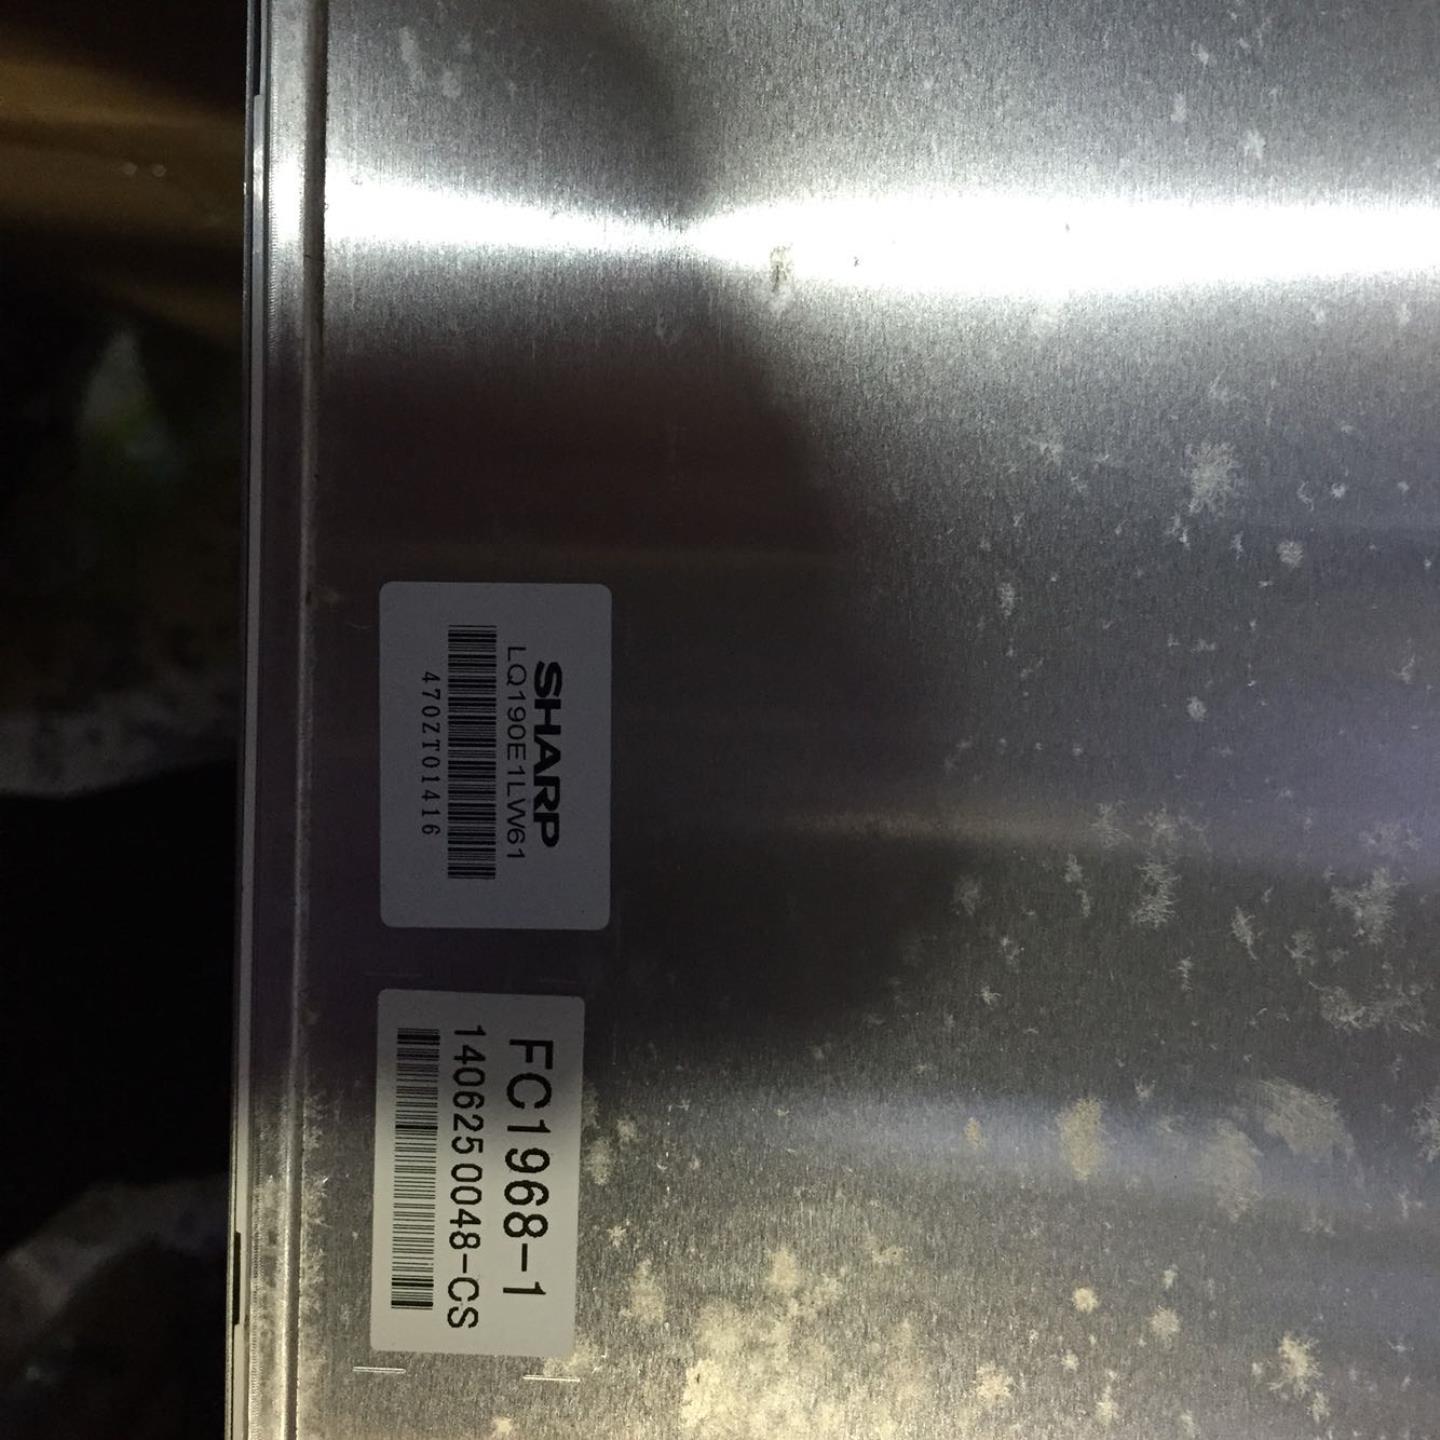 SHARP
LQ190E1LW61
470ZT01416
FC1968-1
1406250048-CS